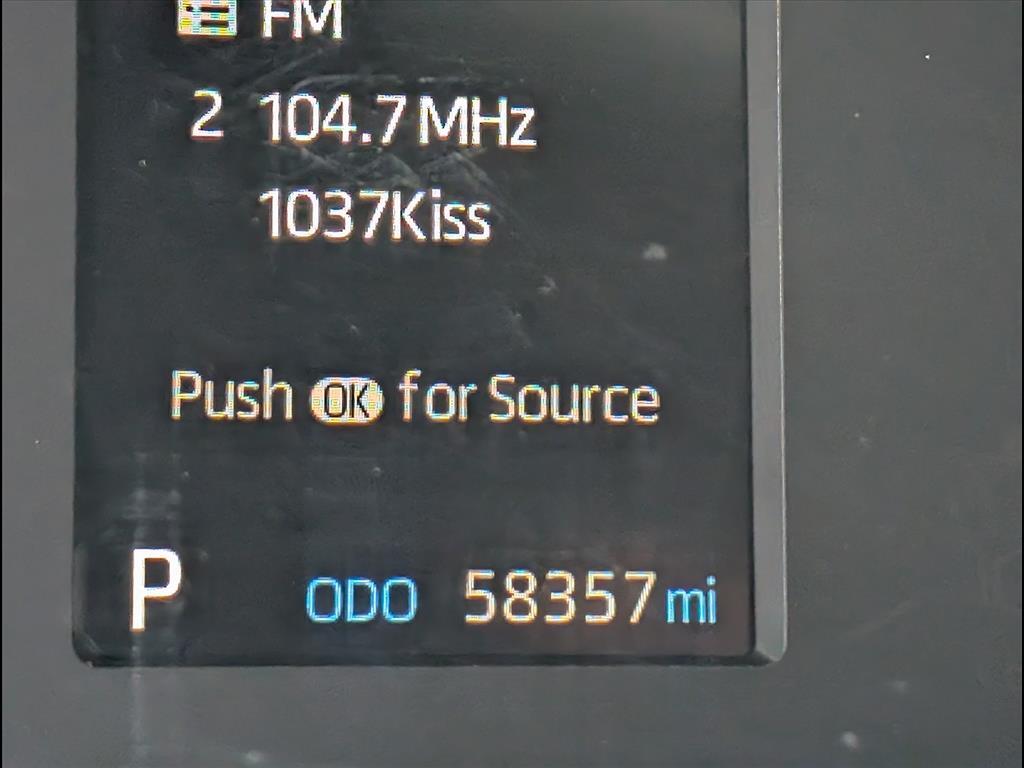 FM
2 104.7 MHz
1037Kiss
Push OK for Source
P ODO 58357 mi